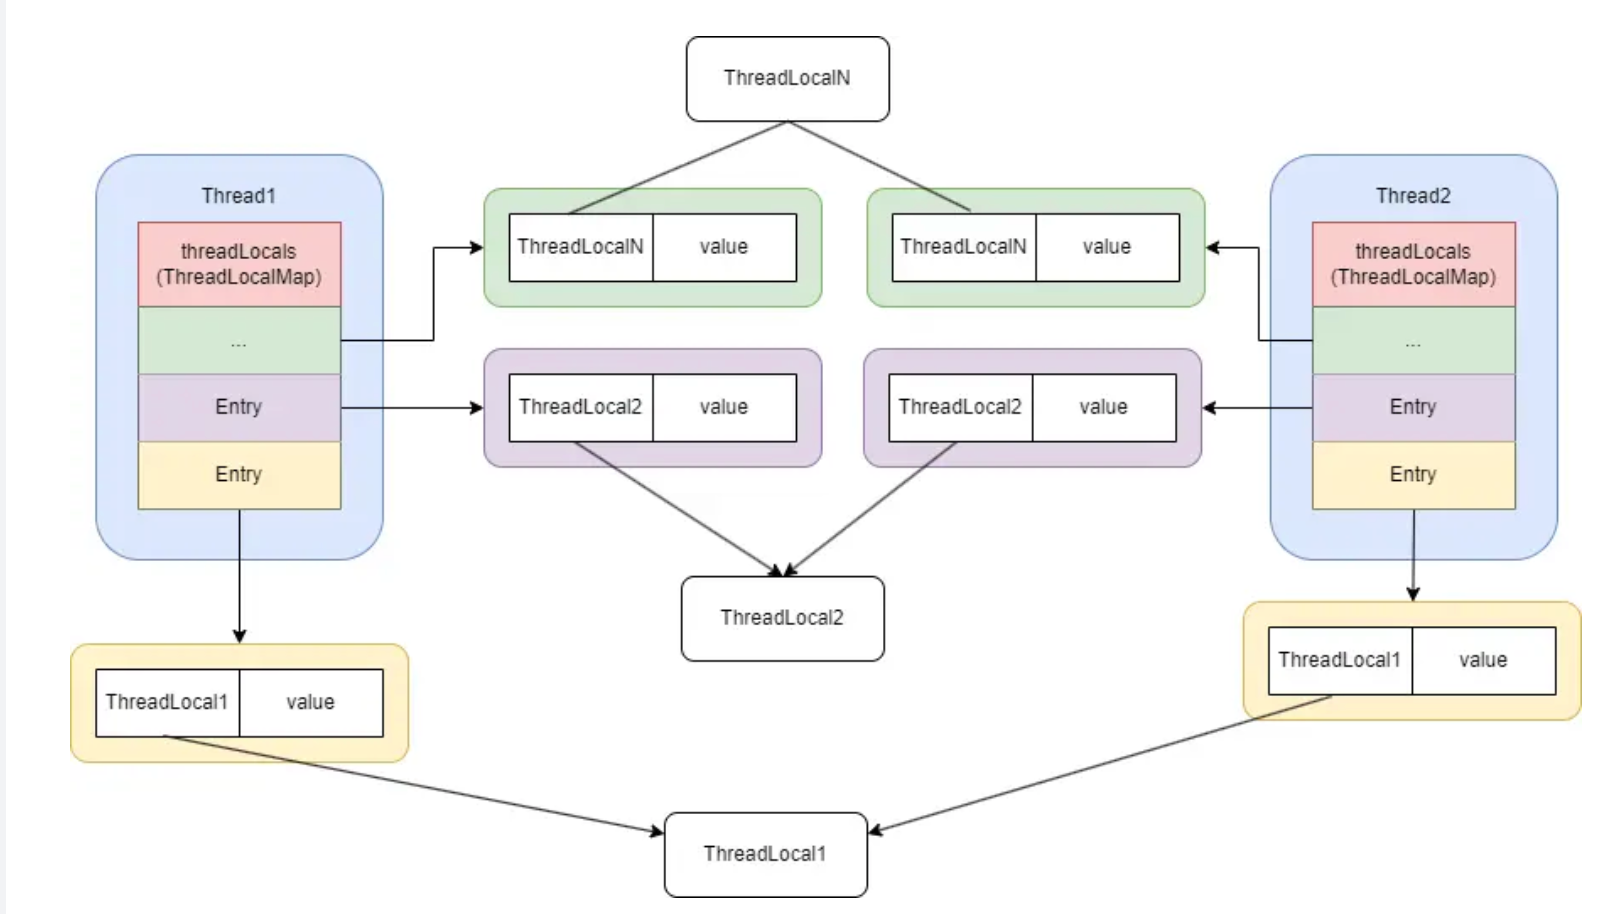 ThreadLocalN
Thread1
threadLocals
(ThreadLocalMap)
...
Entry
Entry
ThreadLocalN value
ThreadLocalN value
ThreadLocal2 value
ThreadLocal2 value
Thread2
threadLocals
(ThreadLocalMap)
...
Entry
Entry
ThreadLocal2
ThreadLocal1 value
ThreadLocal1 value
ThreadLocal1